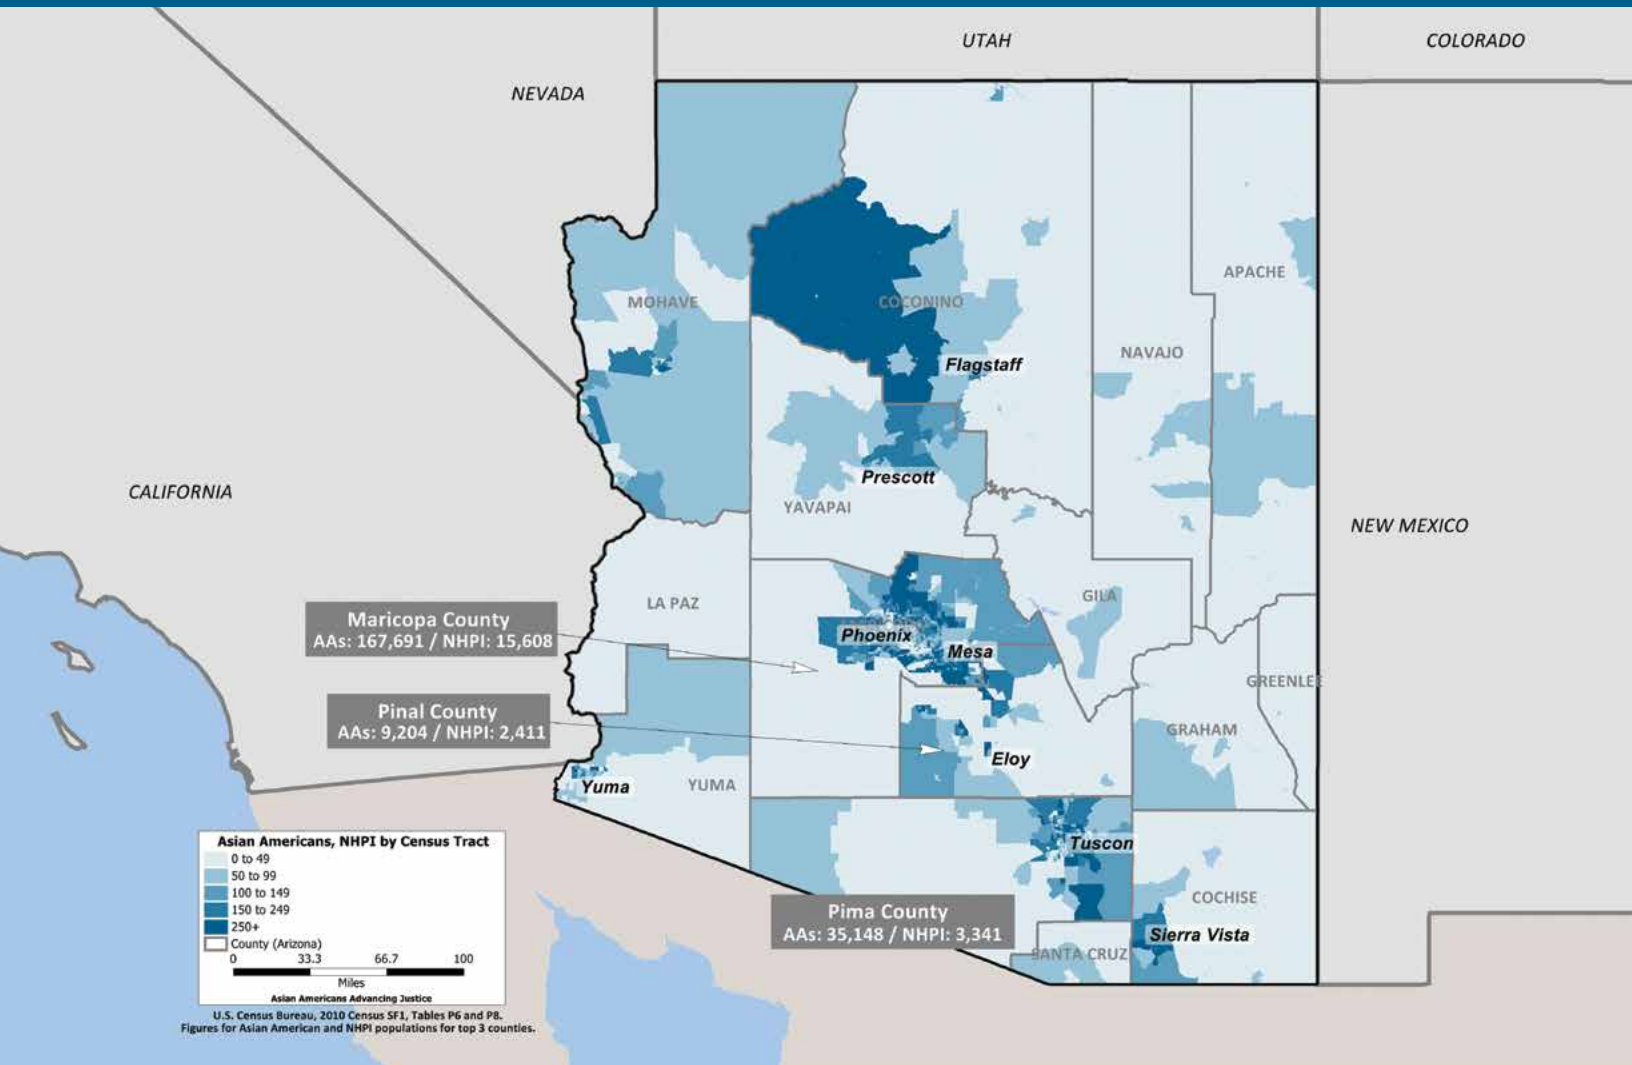 UTAH
COLORADO
NEVADA
APACHE
MOHAVE
COCONINO
NAVAJO
Flagstaff
Prescott
CALIFORNIA
YAVAPAI
NEW MEXICO
LA PAZ
GILA
Maricopa County
AAs: 167,691 / NHPI: 15,608
Phoenix
Mesa
GREENLEE
Pinal County
AAs: 9,204 / NHPI: 2,411
GRAHAM
Eloy
Yuma
YUMA
Tuscon
Asian Americans, NHPI by Census Tract
0 to 49
50 to 99
100 to 149
150 to 249
250+
County (Arizona)
0 33.3 66.7 100
Miles
Asian Americans Advancing Justice
U.S. Census Bureau, 2010 Census SF1, Tables P6 and P8.
Figures for Asian American and NHPI populations for top 3 counties.
COCHISE
Pima County
AAs: 35,148 / NHPI: 3,341
Sierra Vista
SANTA CRUZ